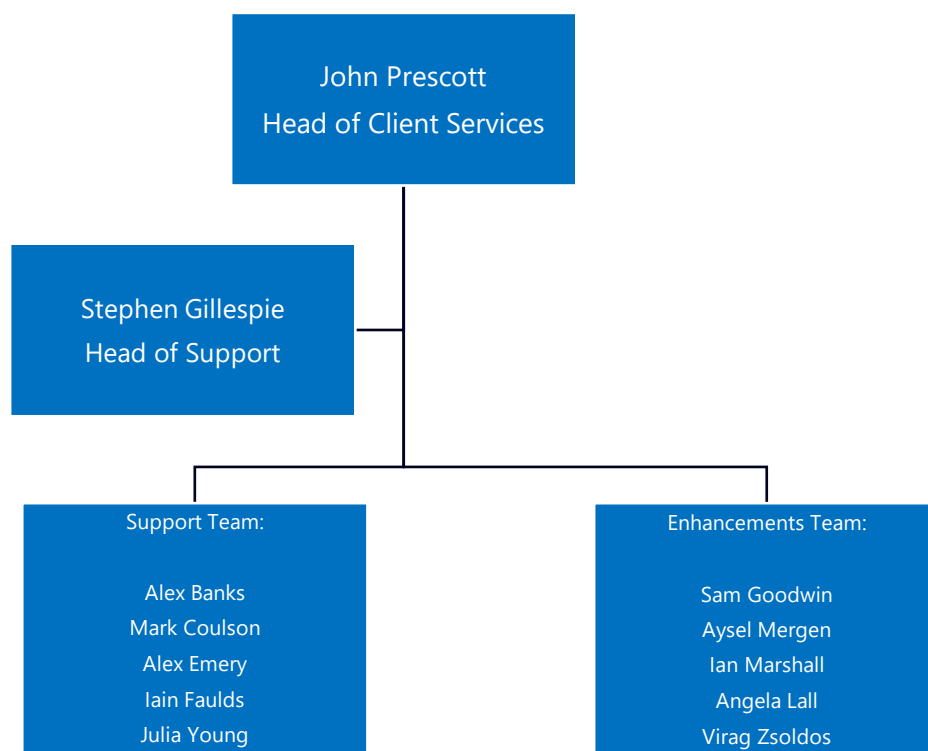 John Prescott
Head of Client Services
Stephen Gillespie
Head of Support
Support Team:
Alex Banks
Mark Coulson
Alex Emery
Iain Faulds
Julia Young
Enhancements Team:
Sam Goodwin
Aysel Mergen
Ian Marshall
Angela Lall
Virag Zsoldos